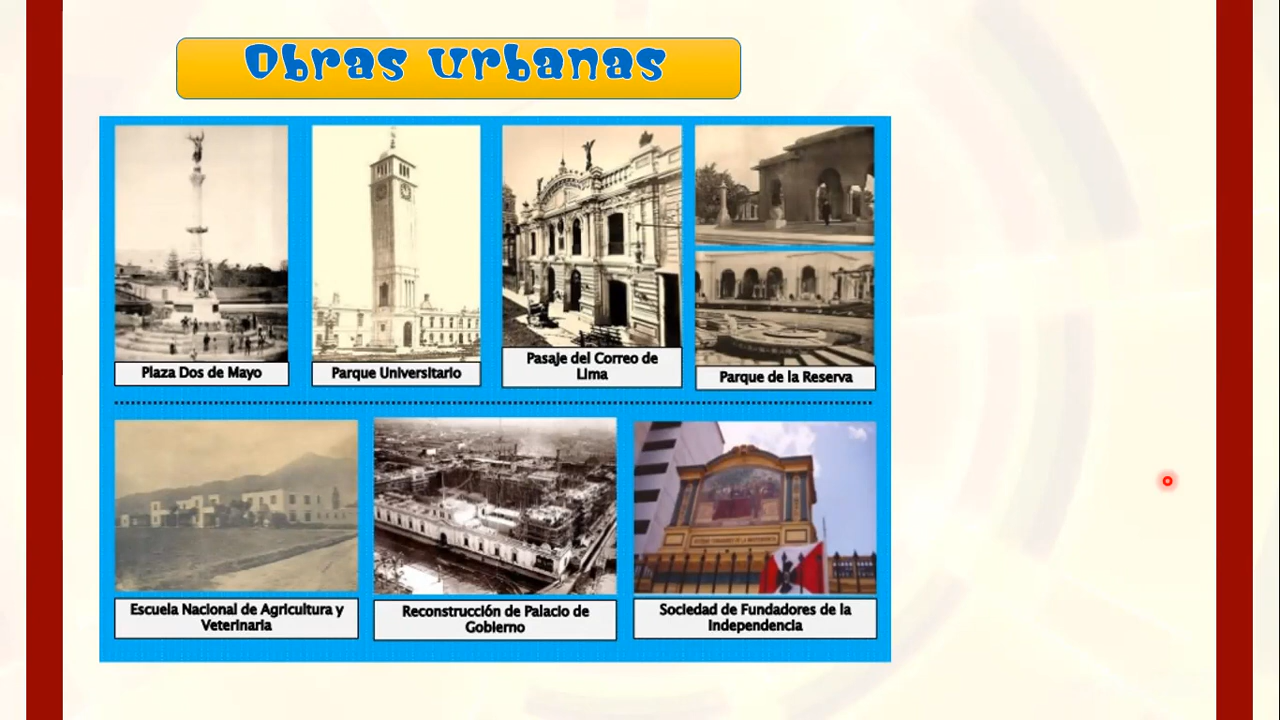 Obras urbanas
Plaza Dos de Mayo
Parque Universitario
Pasaje del Correo de
Lima
Parque de la Reserva
Escuela Nacional de Agricultura y
Veterinaria
Reconstrucción de Palacio de
Gobierno
Sociedad de Fundadores de la
Independencia